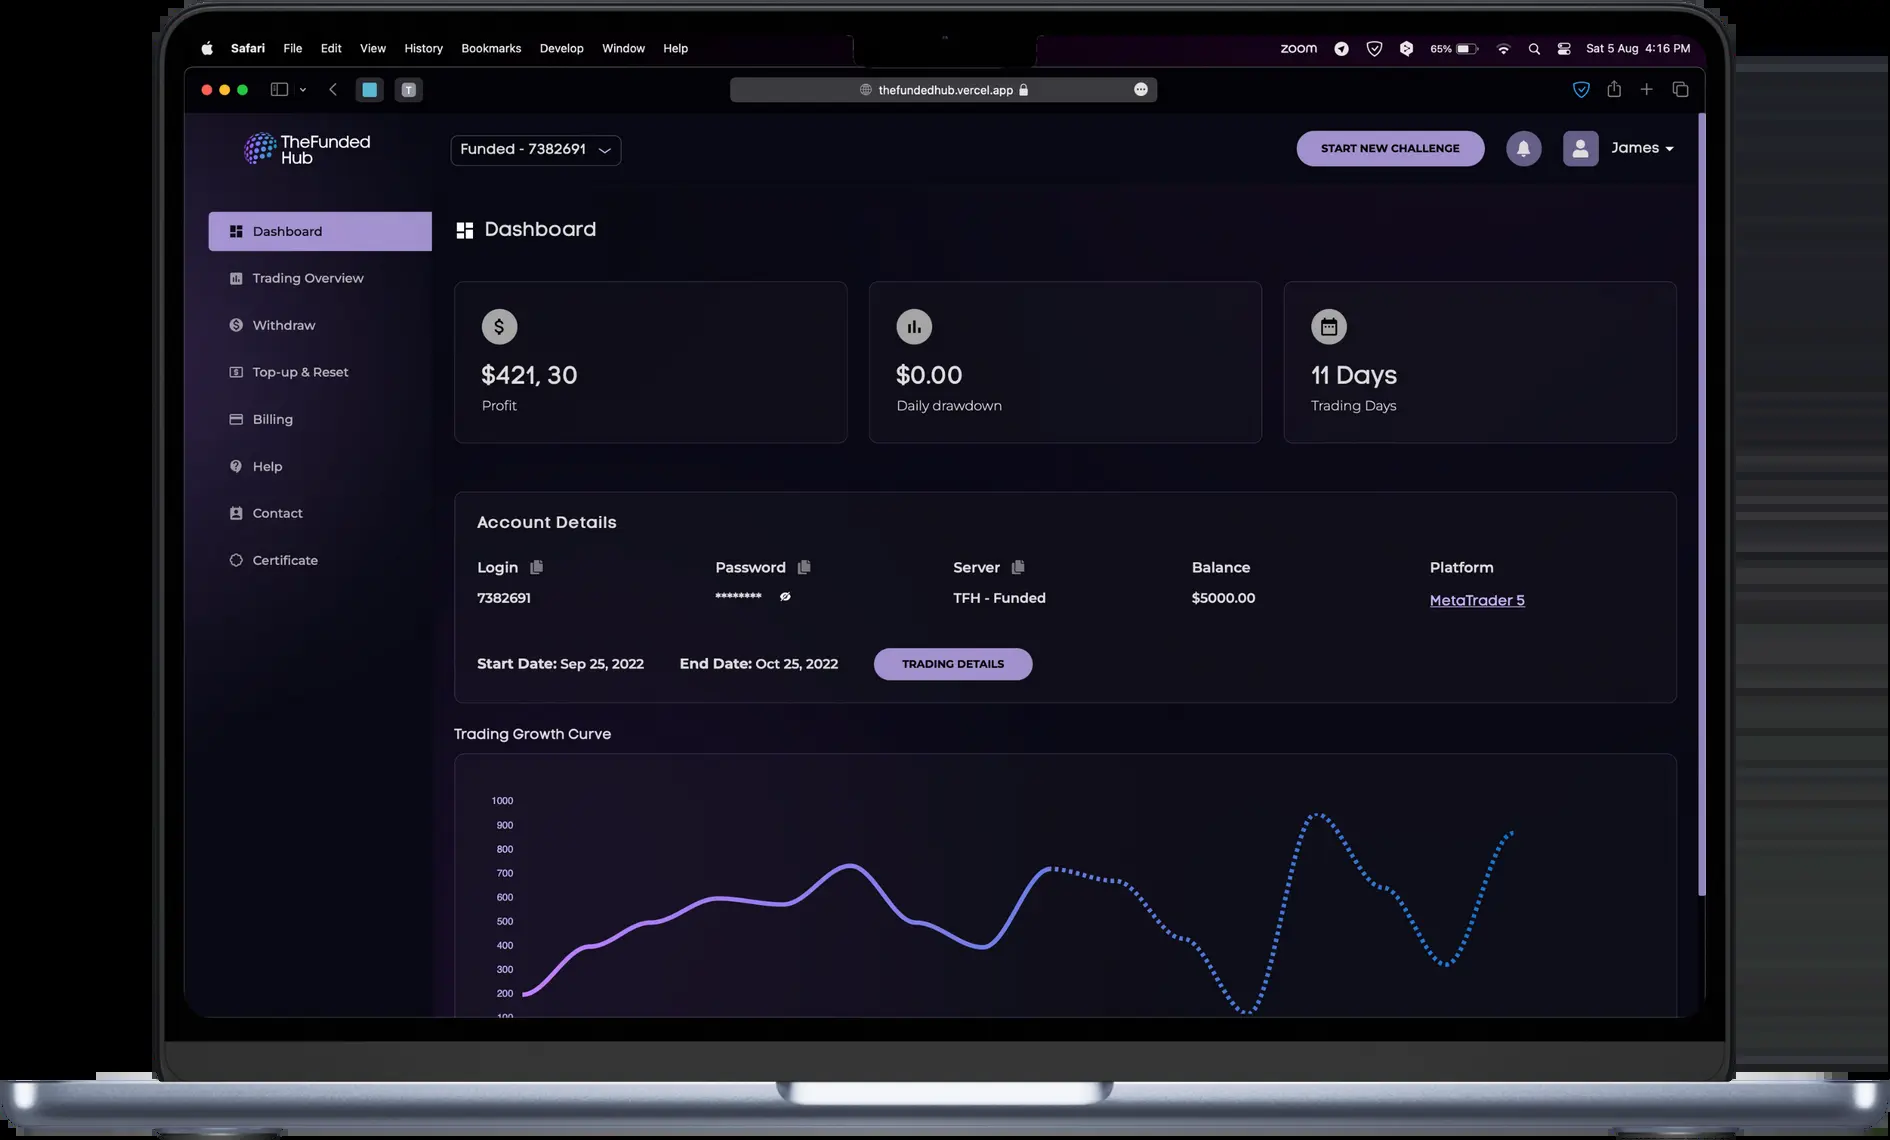 Safari File Edit View History Bookmarks Develop Window Help
zoom 65% Sat 5 Aug 4:16 PM
T
thefundedhub.vercel.app
TheFunded
Hub
Funded - 7382691
START NEW CHALLENGE
James
Dashboard
Trading Overview
Withdraw
Top-up & Reset
Billing
Help
Contact
Certificate
Dashboard
$421, 30
Profit
$0.00
Daily drawdown
11 Days
Trading Days
Account Details
Login Password Server Balance Platform
7382691 ******** TFH - Funded $5000.00 MetaTrader 5
Start Date: Sep 25, 2022 End Date: Oct 25, 2022 TRADING DETAILS
Trading Growth Curve
1000
900
800
700
600
500
400
300
200
100